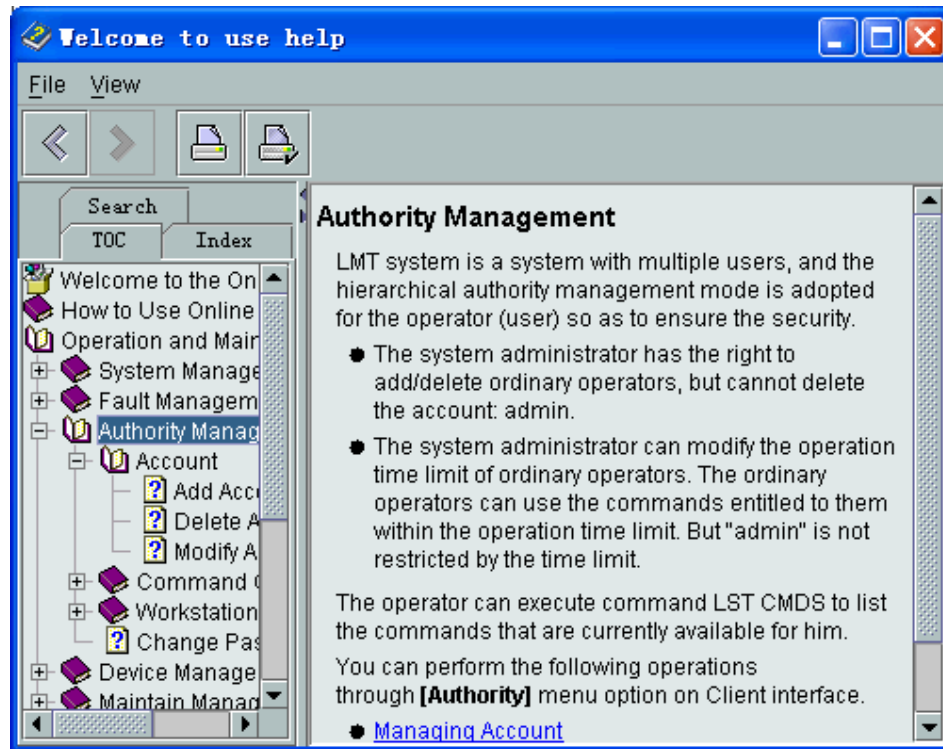 Welcome to use help
File View
Search
TOC Index
Welcome to the On
How to Use Online
Operation and Main
System Manage
Fault Managem
Authority Manag
Account
Add Acc
Delete A
Modify A
Command
Workstation
Change Pas
Device Manage
Maintain Manag
Authority Management
LMT system is a system with multiple users, and the
hierarchical authority management mode is adopted
for the operator (user) so as to ensure the security.
● The system administrator has the right to
add/delete ordinary operators, but cannot delete
the account: admin.
● The system administrator can modify the operation
time limit of ordinary operators. The ordinary
operators can use the commands entitled to them
within the operation time limit. But "admin" is not
restricted by the time limit.
The operator can execute command LST CMDS to list
the commands that are currently available for him.
You can perform the following operations
through [Authority] menu option on Client interface.
● Managing Account